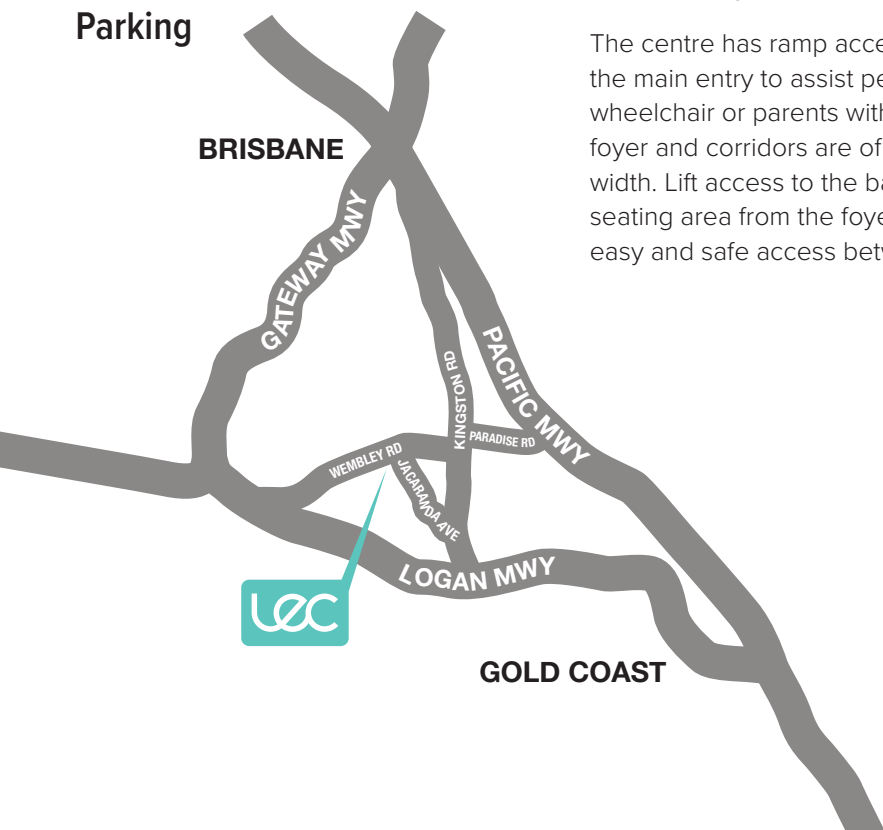 Parking
The centre has ramp acce
the main entry to assist pe
wheelchair or parents with
foyer and corridors are of
width. Lift access to the ba
seating area from the foye
easy and safe access betw
BRISBANE
GATEWAY MWY
PACIFIC MWY
KINGSTON RD
PARADISE RD
WEMBLEY RD
JACARANDA AVE
LOGAN MWY
LEC
GOLD COAST